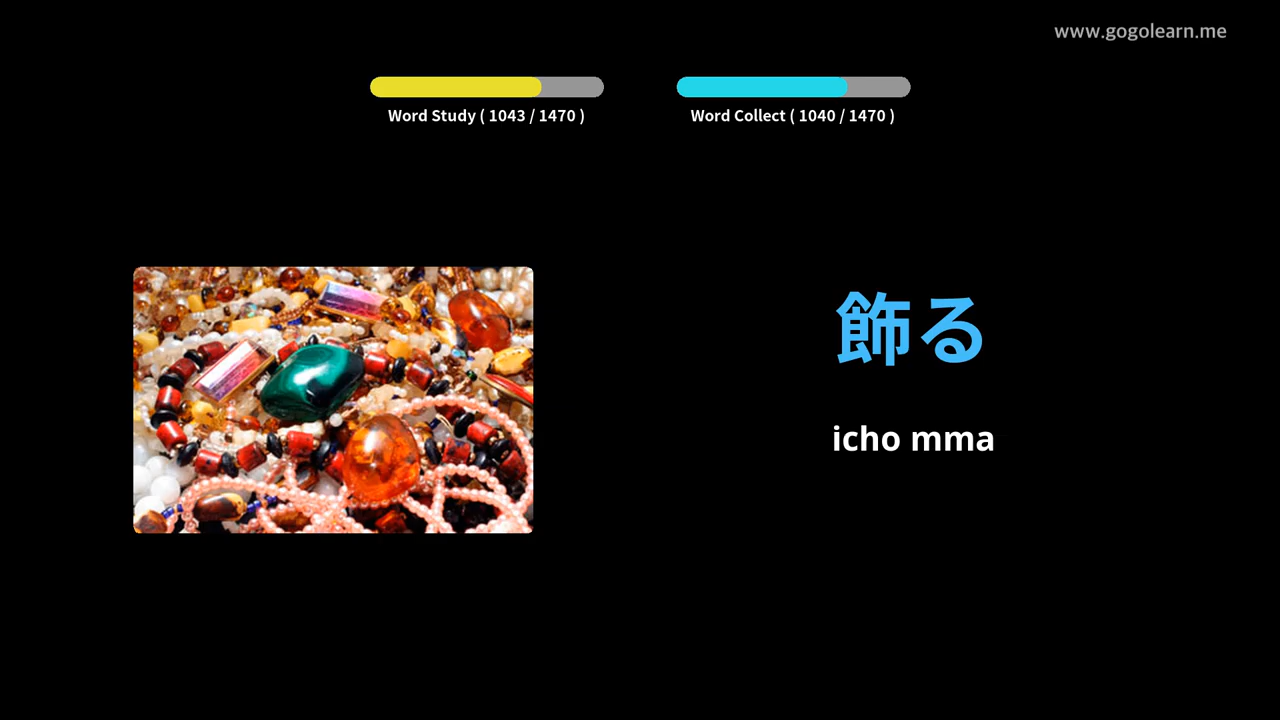 www.gogolearn.me
Word Study ( 1043 / 1470 )
Word Collect ( 1040 / 1470 )
飾る
icho mma